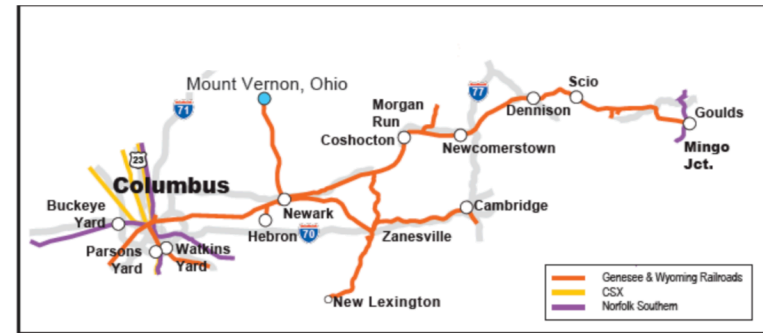 Mount Vernon, Ohio
71
77
Scio
Morgan
Run
Dennison
Goulds
Coshocton
Newcomerstown
Mingo
Jct.
23
Columbus
Buckeye
Yard
Newark
Cambridge
Hebron
70
Zanesville
Parsons
Yard
Watkins
Yard
New Lexington
Genesee & Wyoming Railroads
CSX
Norfolk Southern